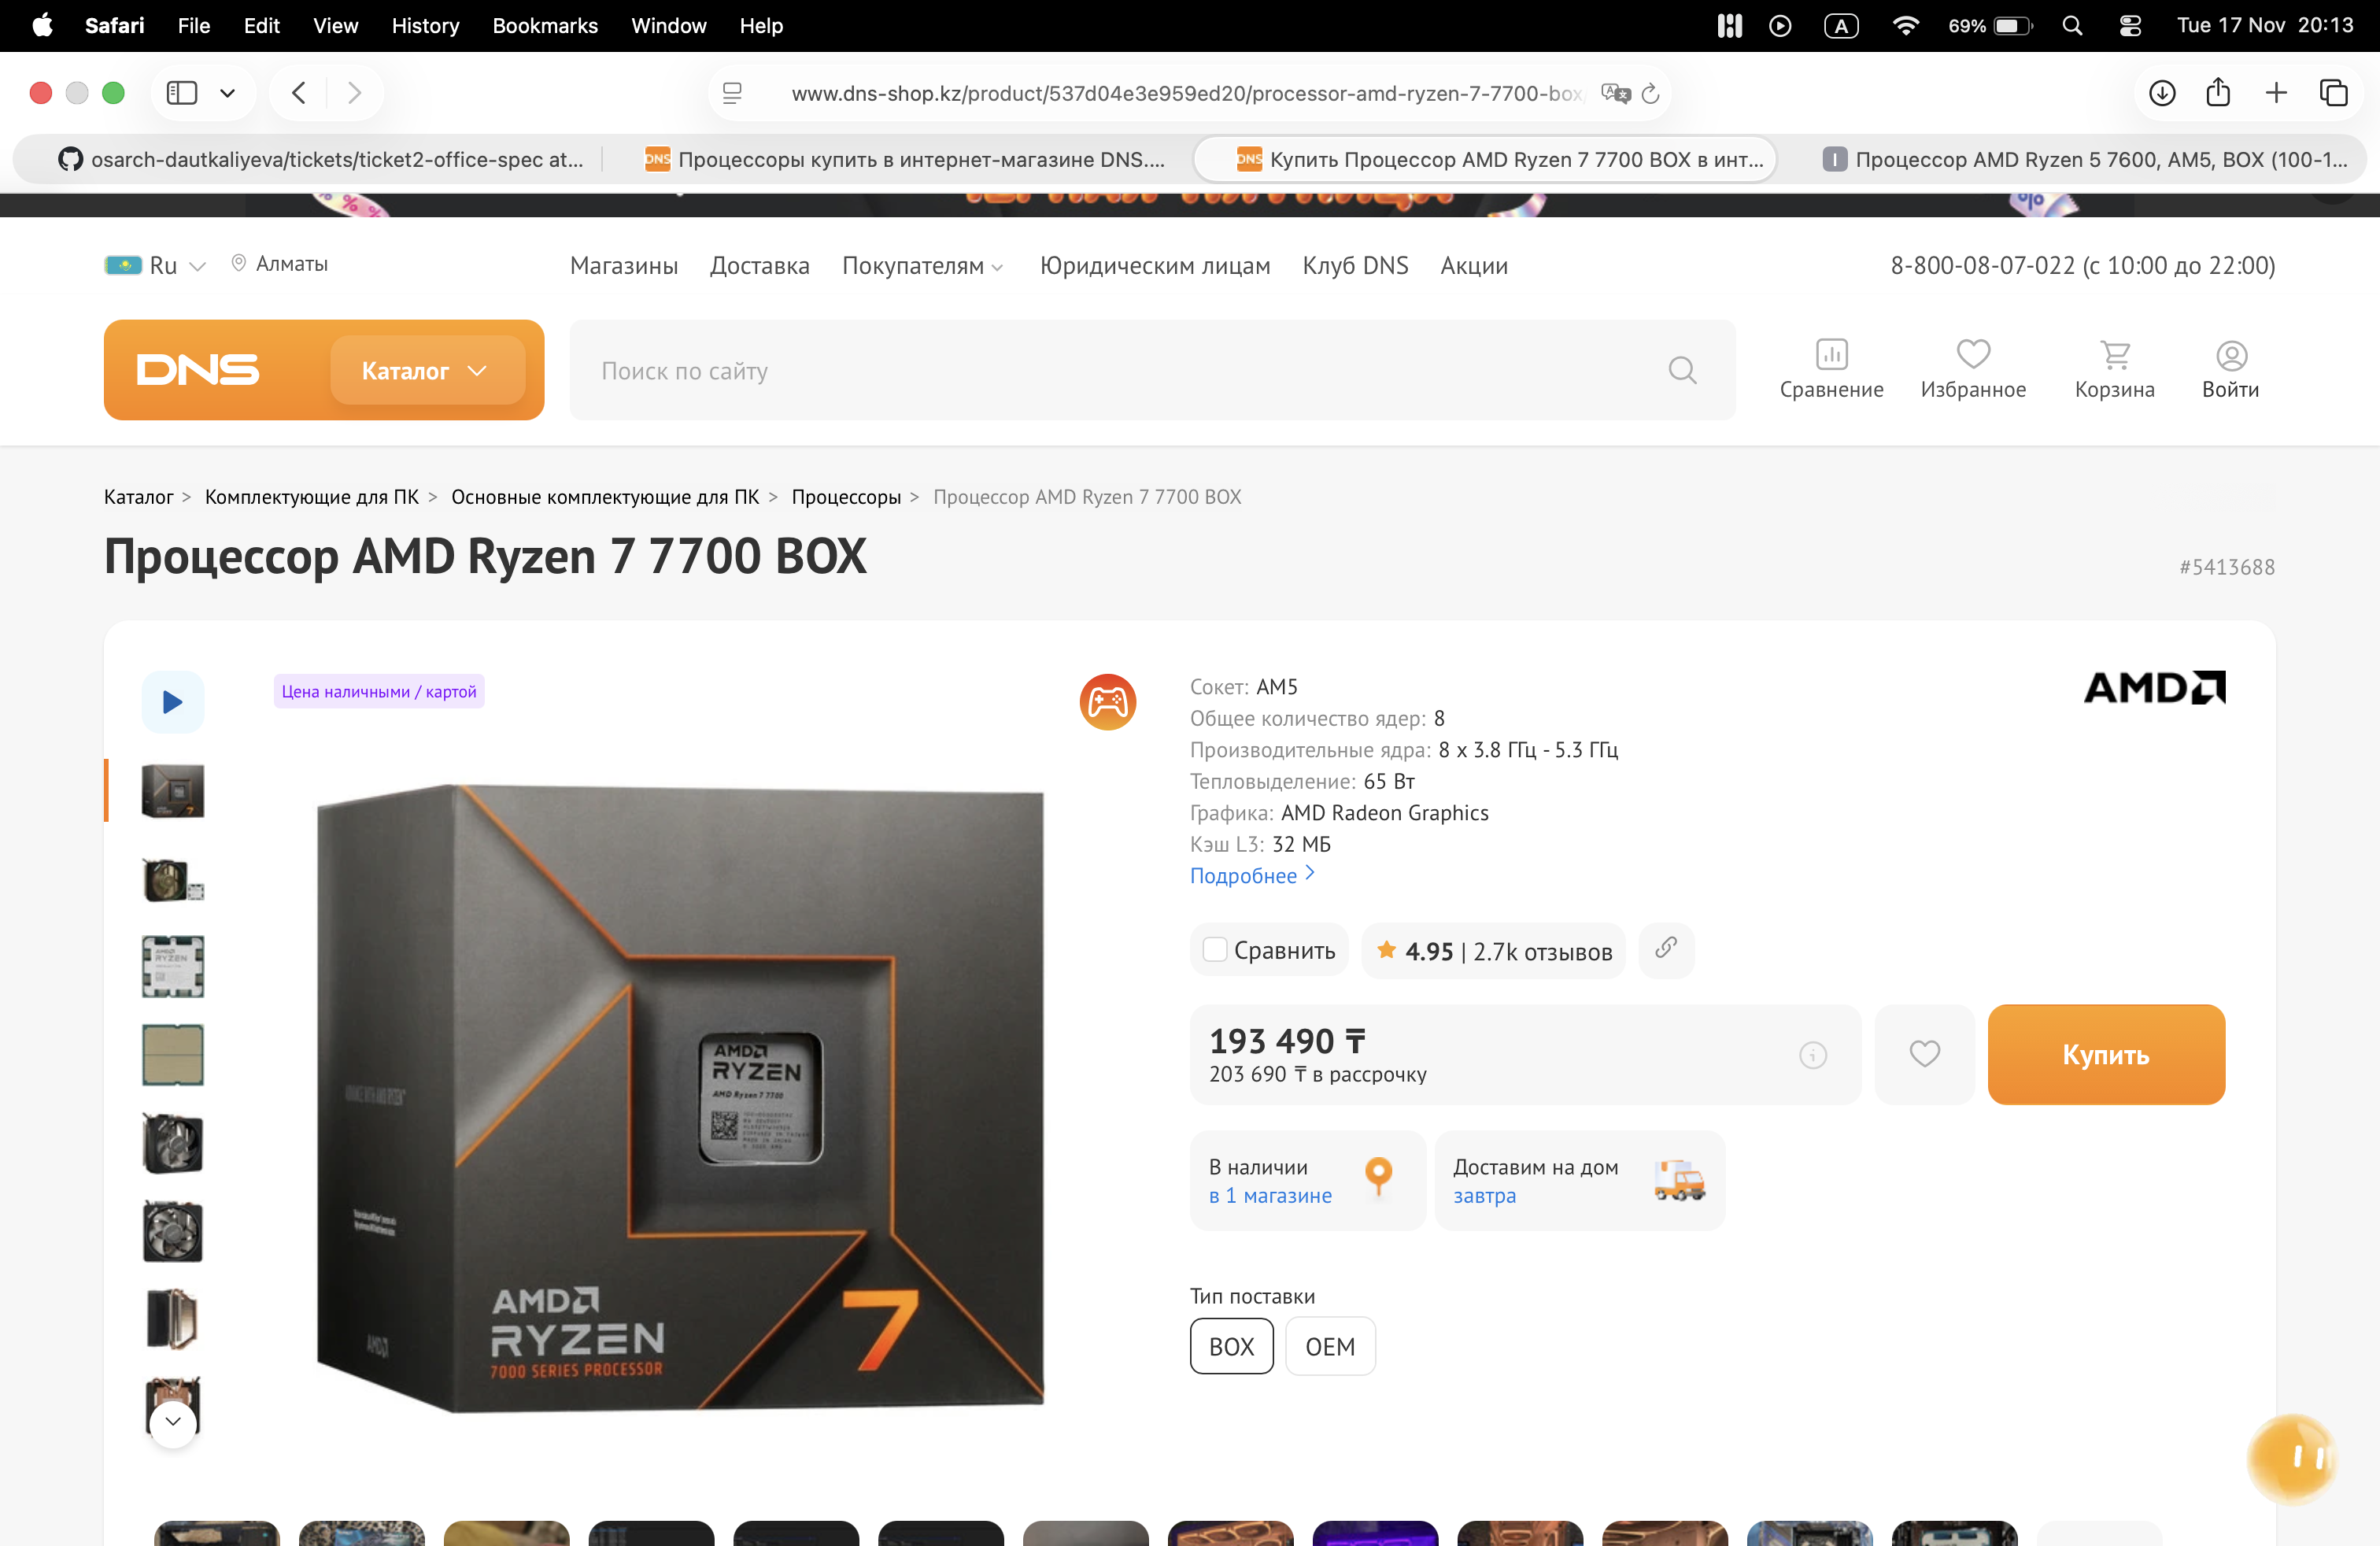 Safari File Edit View History Bookmarks Window Help A 69% Tue 17 Nov 20:13
www.dns-shop.kz/product/537d04e3e959ed20/processor-amd-ryzen-7-7700-box/
osarch-dautkaliyeva/tickets/ticket2-office-spec at...
DNS Процессоры купить в интернет-магазине DNS....
DNS Купить Процессор AMD Ryzen 7 7700 BOX в инт...
I Процессор AMD Ryzen 5 7600, AM5, BOX (100-1...
Ru Алматы Магазины Доставка Покупателям Юридическим лицам Клуб DNS Акции 8-800-08-07-022 (с 10:00 до 22:00)
DNS Каталог Поиск по сайту Сравнение Избранное Корзина Войти
Каталог > Комплектующие для ПК > Основные комплектующие для ПК > Процессоры > Процессор AMD Ryzen 7 7700 BOX
Процессор AMD Ryzen 7 7700 BOX
#5413688
Цена наличными / картой
AMD
RYZEN
AMD Ryzen 7 7700
AMD
RYZEN
7000 SERIES PROCESSOR
7
AMD
Сокет: AM5
Общее количество ядер: 8
Производительные ядра: 8 x 3.8 ГГц - 5.3 ГГц
Тепловыделение: 65 Вт
Графика: AMD Radeon Graphics
Кэш L3: 32 МБ
Подробнее
AMD
Сравнить
4.95 | 2.7k отзывов
193 490 ₸
203 690 ₸ в рассрочку
Купить
В наличии
в 1 магазине
Доставим на дом
завтра
Тип поставки
BOX OEM